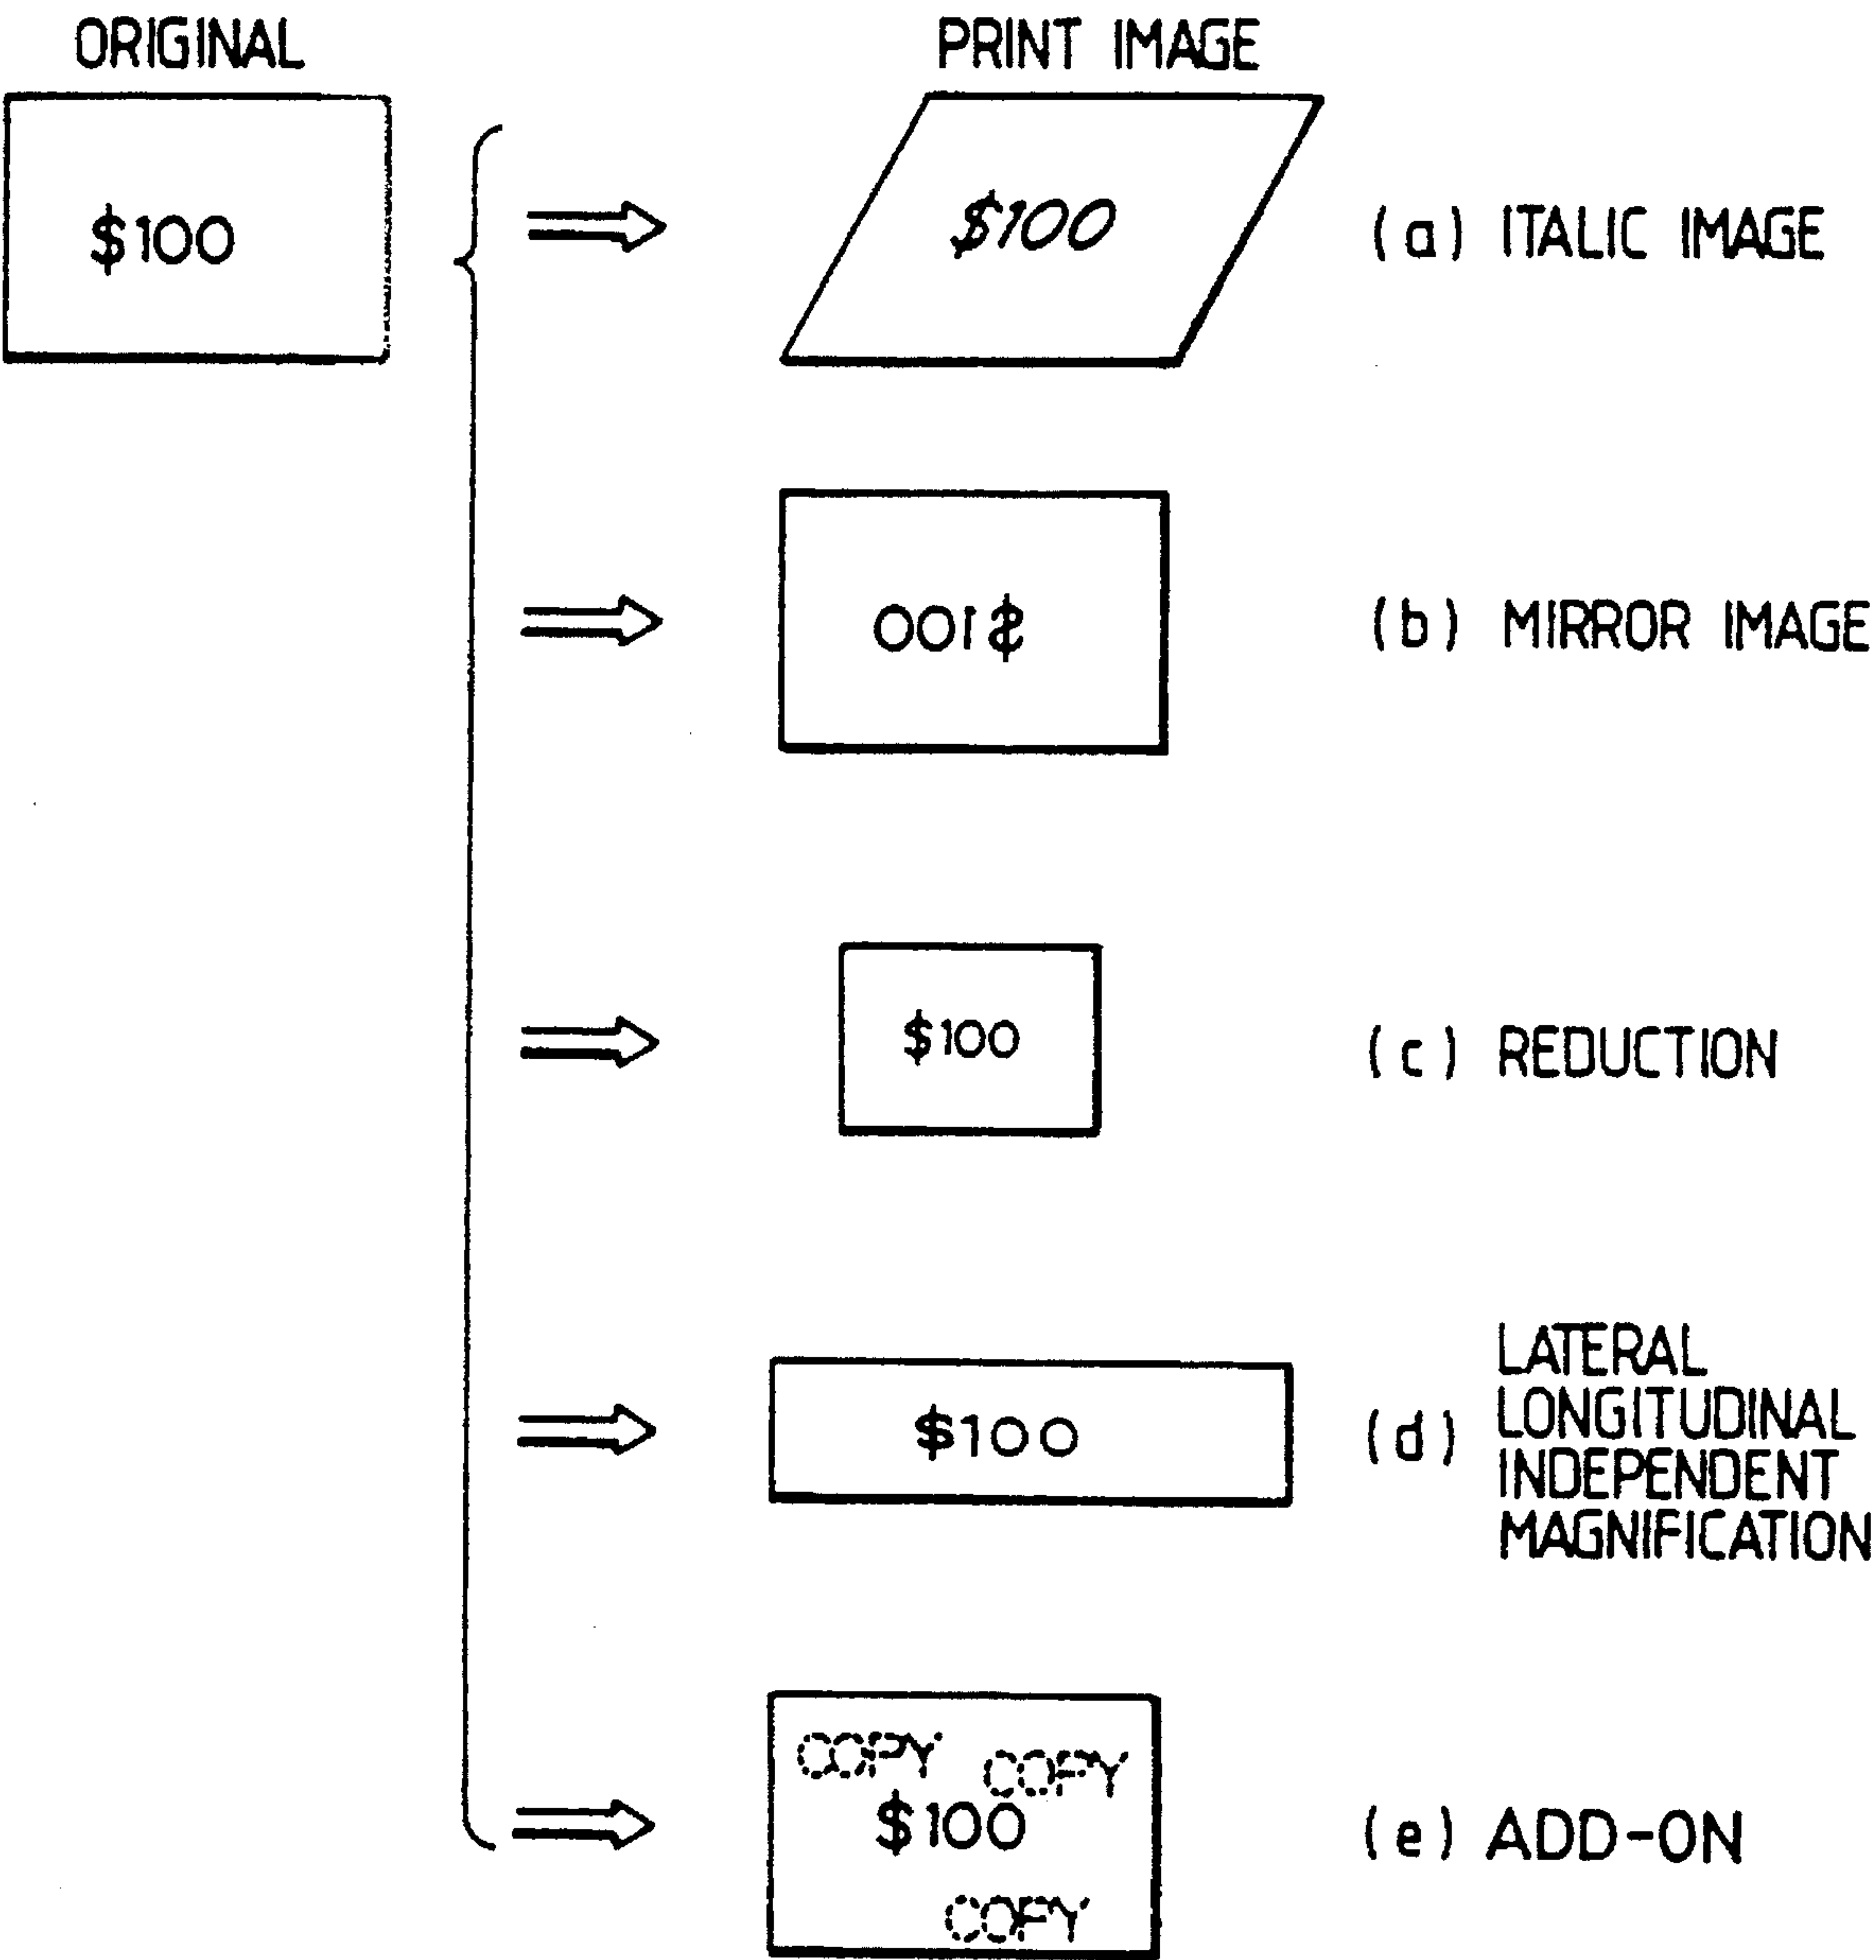 ORIGINAL
PRINT IMAGE
$100
$100
(a) ITALIC IMAGE
$100
(b) MIRROR IMAGE
$100
(c) REDUCTION
$100
(d) LATERAL
LONGITUDINAL
INDEPENDENT
MAGNIFICATION
COPY COPY
$100
COPY
(e) ADD-ON